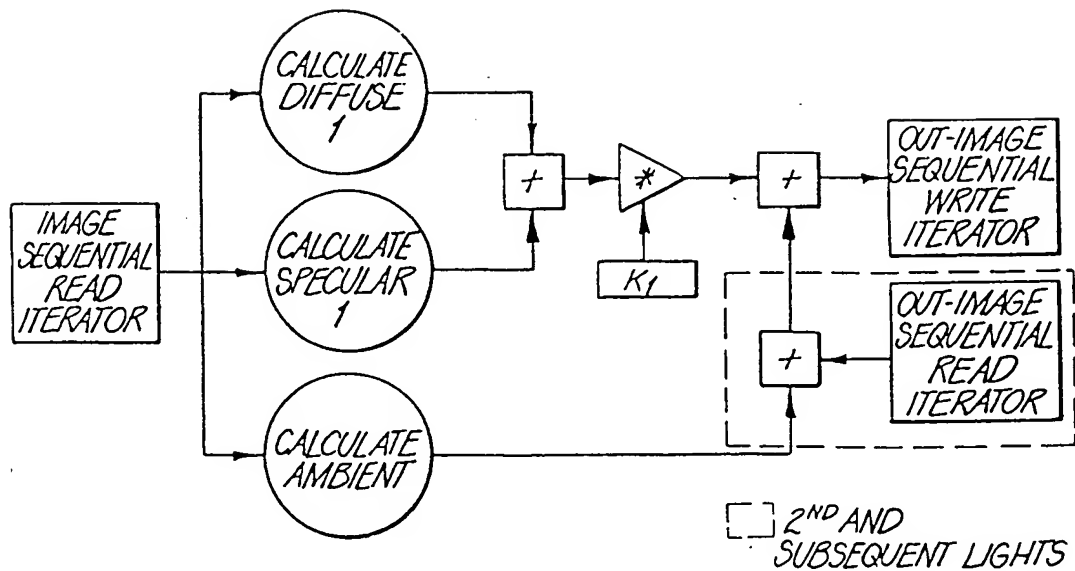 IMAGE
SEQUENTIAL
READ
ITERATOR
CALCULATE
DIFFUSE
1
CALCULATE
SPECULAR
1
CALCULATE
AMBIENT
+
*
K1
+
OUT-IMAGE
SEQUENTIAL
WRITE
ITERATOR
+
OUT-IMAGE
SEQUENTIAL
READ
ITERATOR
2ND AND
SUBSEQUENT LIGHTS